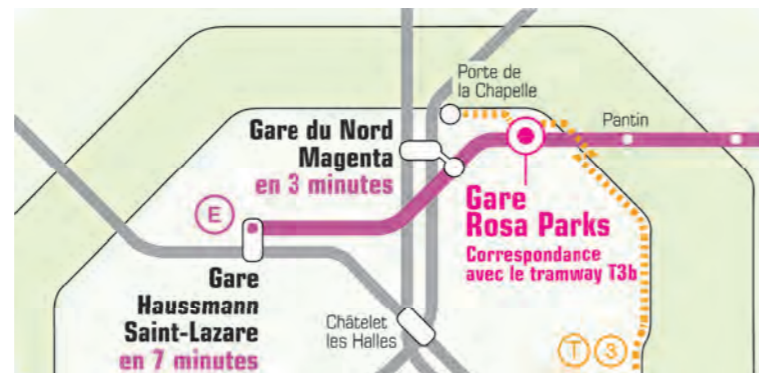 Porte de
la Chapelle
Pantin
Gare du Nord
Magenta
en 3 minutes
E
Gare
Rosa Parks
Correspondance
avec le tramway T3b
Gare
Haussmann
Saint-Lazare
en 7 minutes
Châtelet
les Halles
T 3